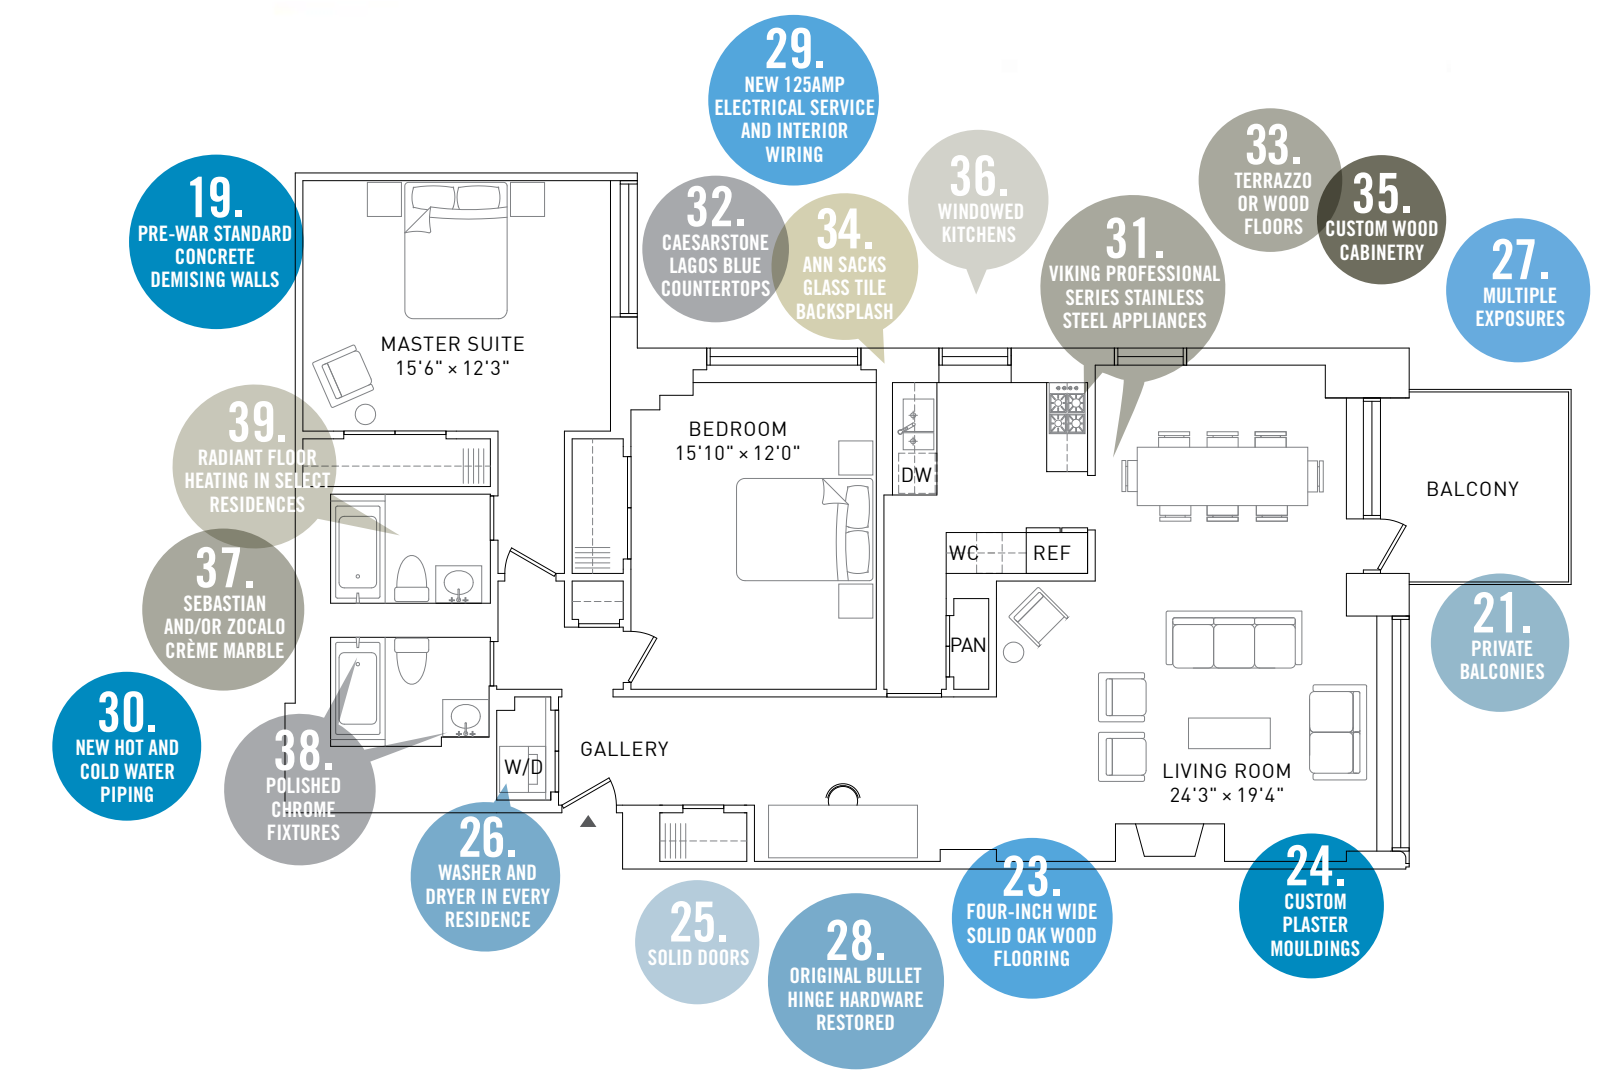 29.
NEW 125AMP
ELECTRICAL SERVICE
AND INTERIOR
WIRING
19.
PRE-WAR STANDARD
CONCRETE
DEMISING WALLS
32.
CAESARSTONE
LAGOS BLUE
COUNTERTOPS
34.
ANN SACKS
GLASS TILE
BACKSPLASH
36.
WINDOWED
KITCHENS
31.
VIKING PROFESSIONAL
SERIES STAINLESS
STEEL APPLIANCES
33.
TERRAZZO
OR WOOD
FLOORS
35.
CUSTOM WOOD
CABINETRY
27.
MULTIPLE
EXPOSURES
MASTER SUITE
15'6" × 12'3"
BEDROOM
15'10" × 12'0"
DW
BALCONY
39.
RADIANT FLOOR
HEATING IN SELECT
RESIDENCES
WC
REF
37.
SEBASTIAN
AND/OR ZOCALO
CRÈME MARBLE
PAN
21.
PRIVATE
BALCONIES
30.
NEW HOT AND
COLD WATER
PIPING
38.
POLISHED
CHROME
FIXTURES
W/D
GALLERY
LIVING ROOM
24'3" × 19'4"
26.
WASHER AND
DRYER IN EVERY
RESIDENCE
25.
SOLID DOORS
28.
ORIGINAL BULLET
HINGE HARDWARE
RESTORED
23.
FOUR-INCH WIDE
SOLID OAK WOOD
FLOORING
24.
CUSTOM
PLASTER
MOULDINGS